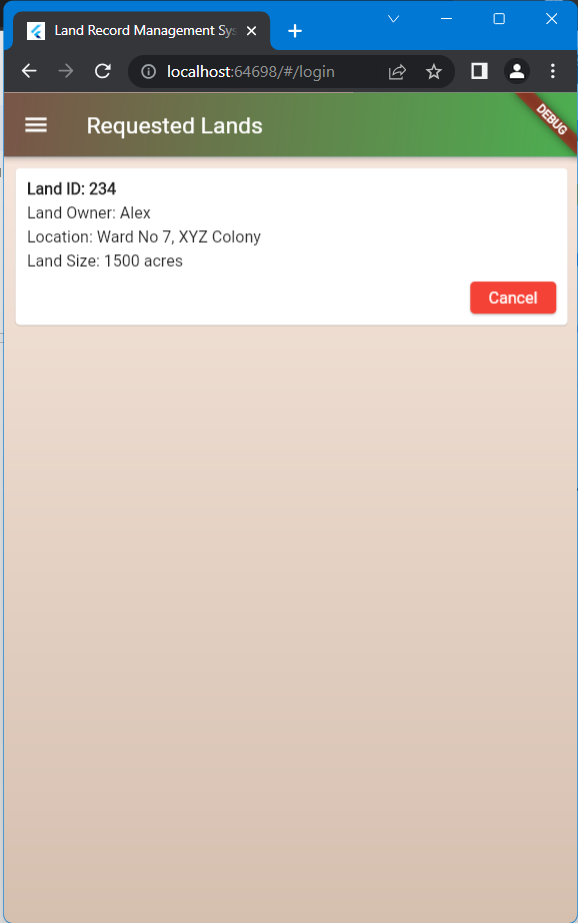 Land Record Management Sys
localhost:64698/#/login
Requested Lands
DEBUG
Land ID: 234
Land Owner: Alex
Location: Ward No 7, XYZ Colony
Land Size: 1500 acres
Cancel